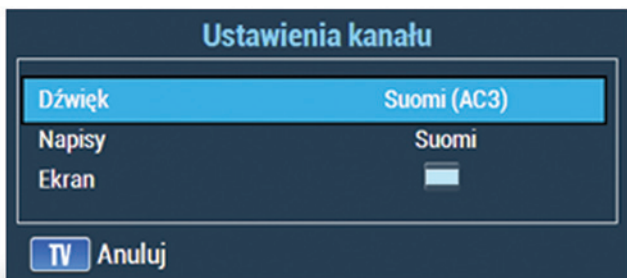 Ustawienia kanału
Dźwięk Suomi (AC3)
Napisy Suomi
Ekran
TV Anuluj